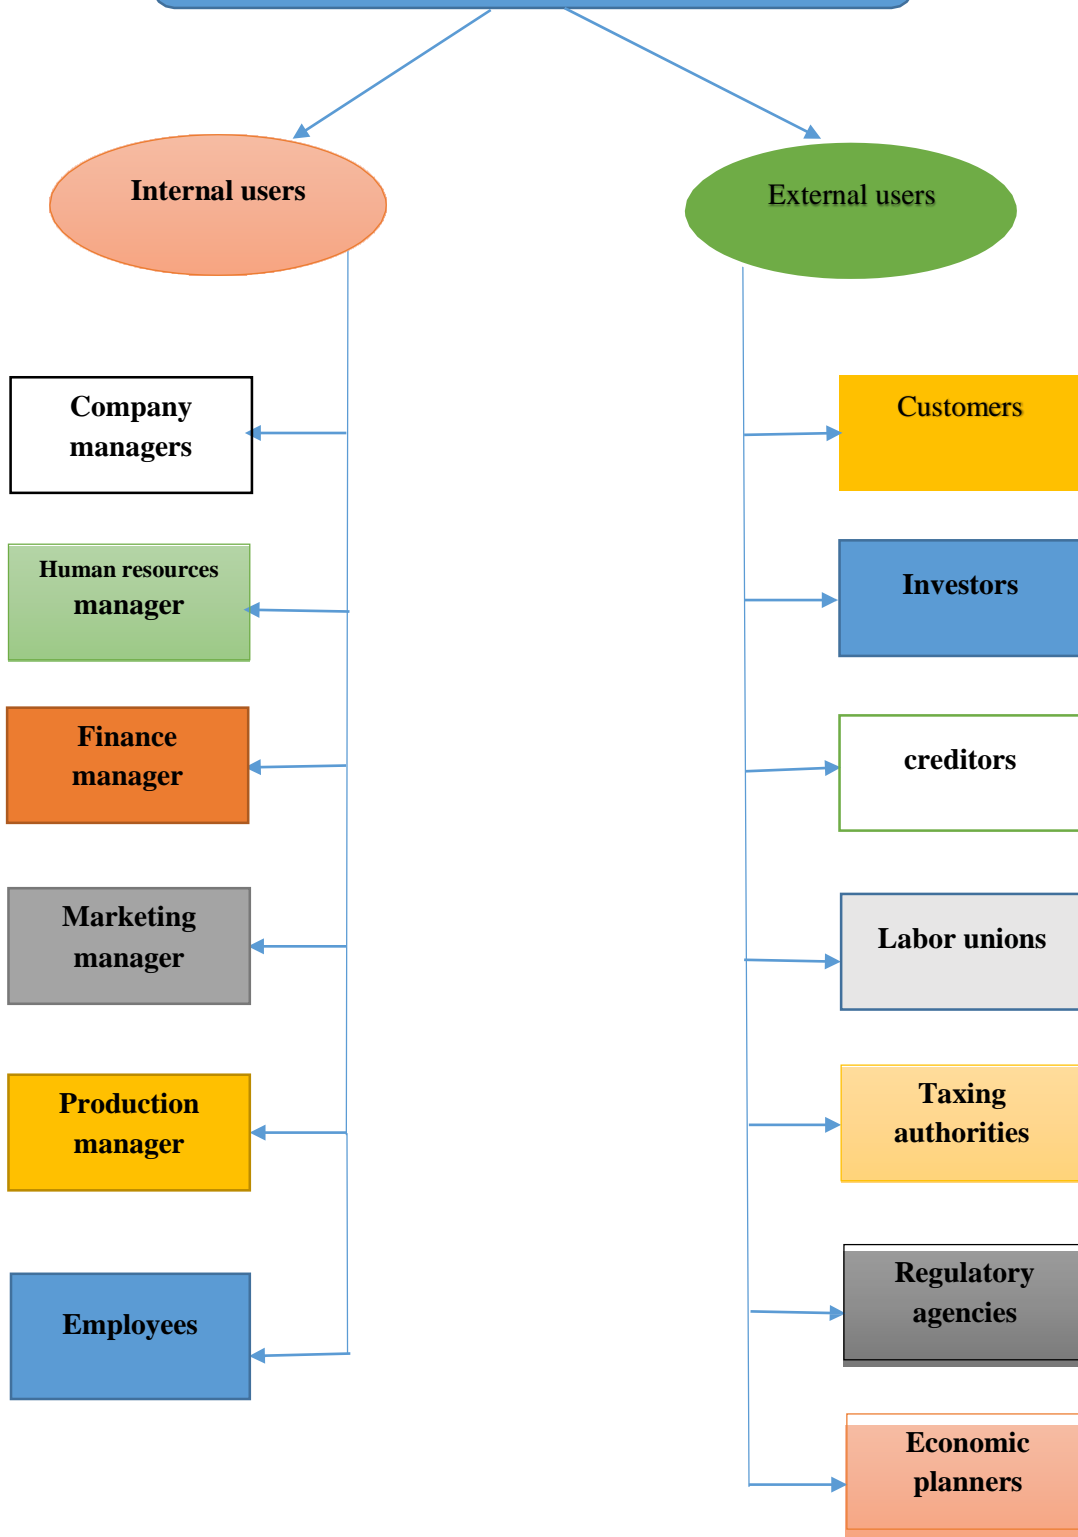 Internal users
External users
Company
managers
Human resources
manager
Finance
manager
Marketing
manager
Production
manager
Employees
Customers
Investors
creditors
Labor unions
Taxing
authorities
Regulatory
agencies
Economic
planners